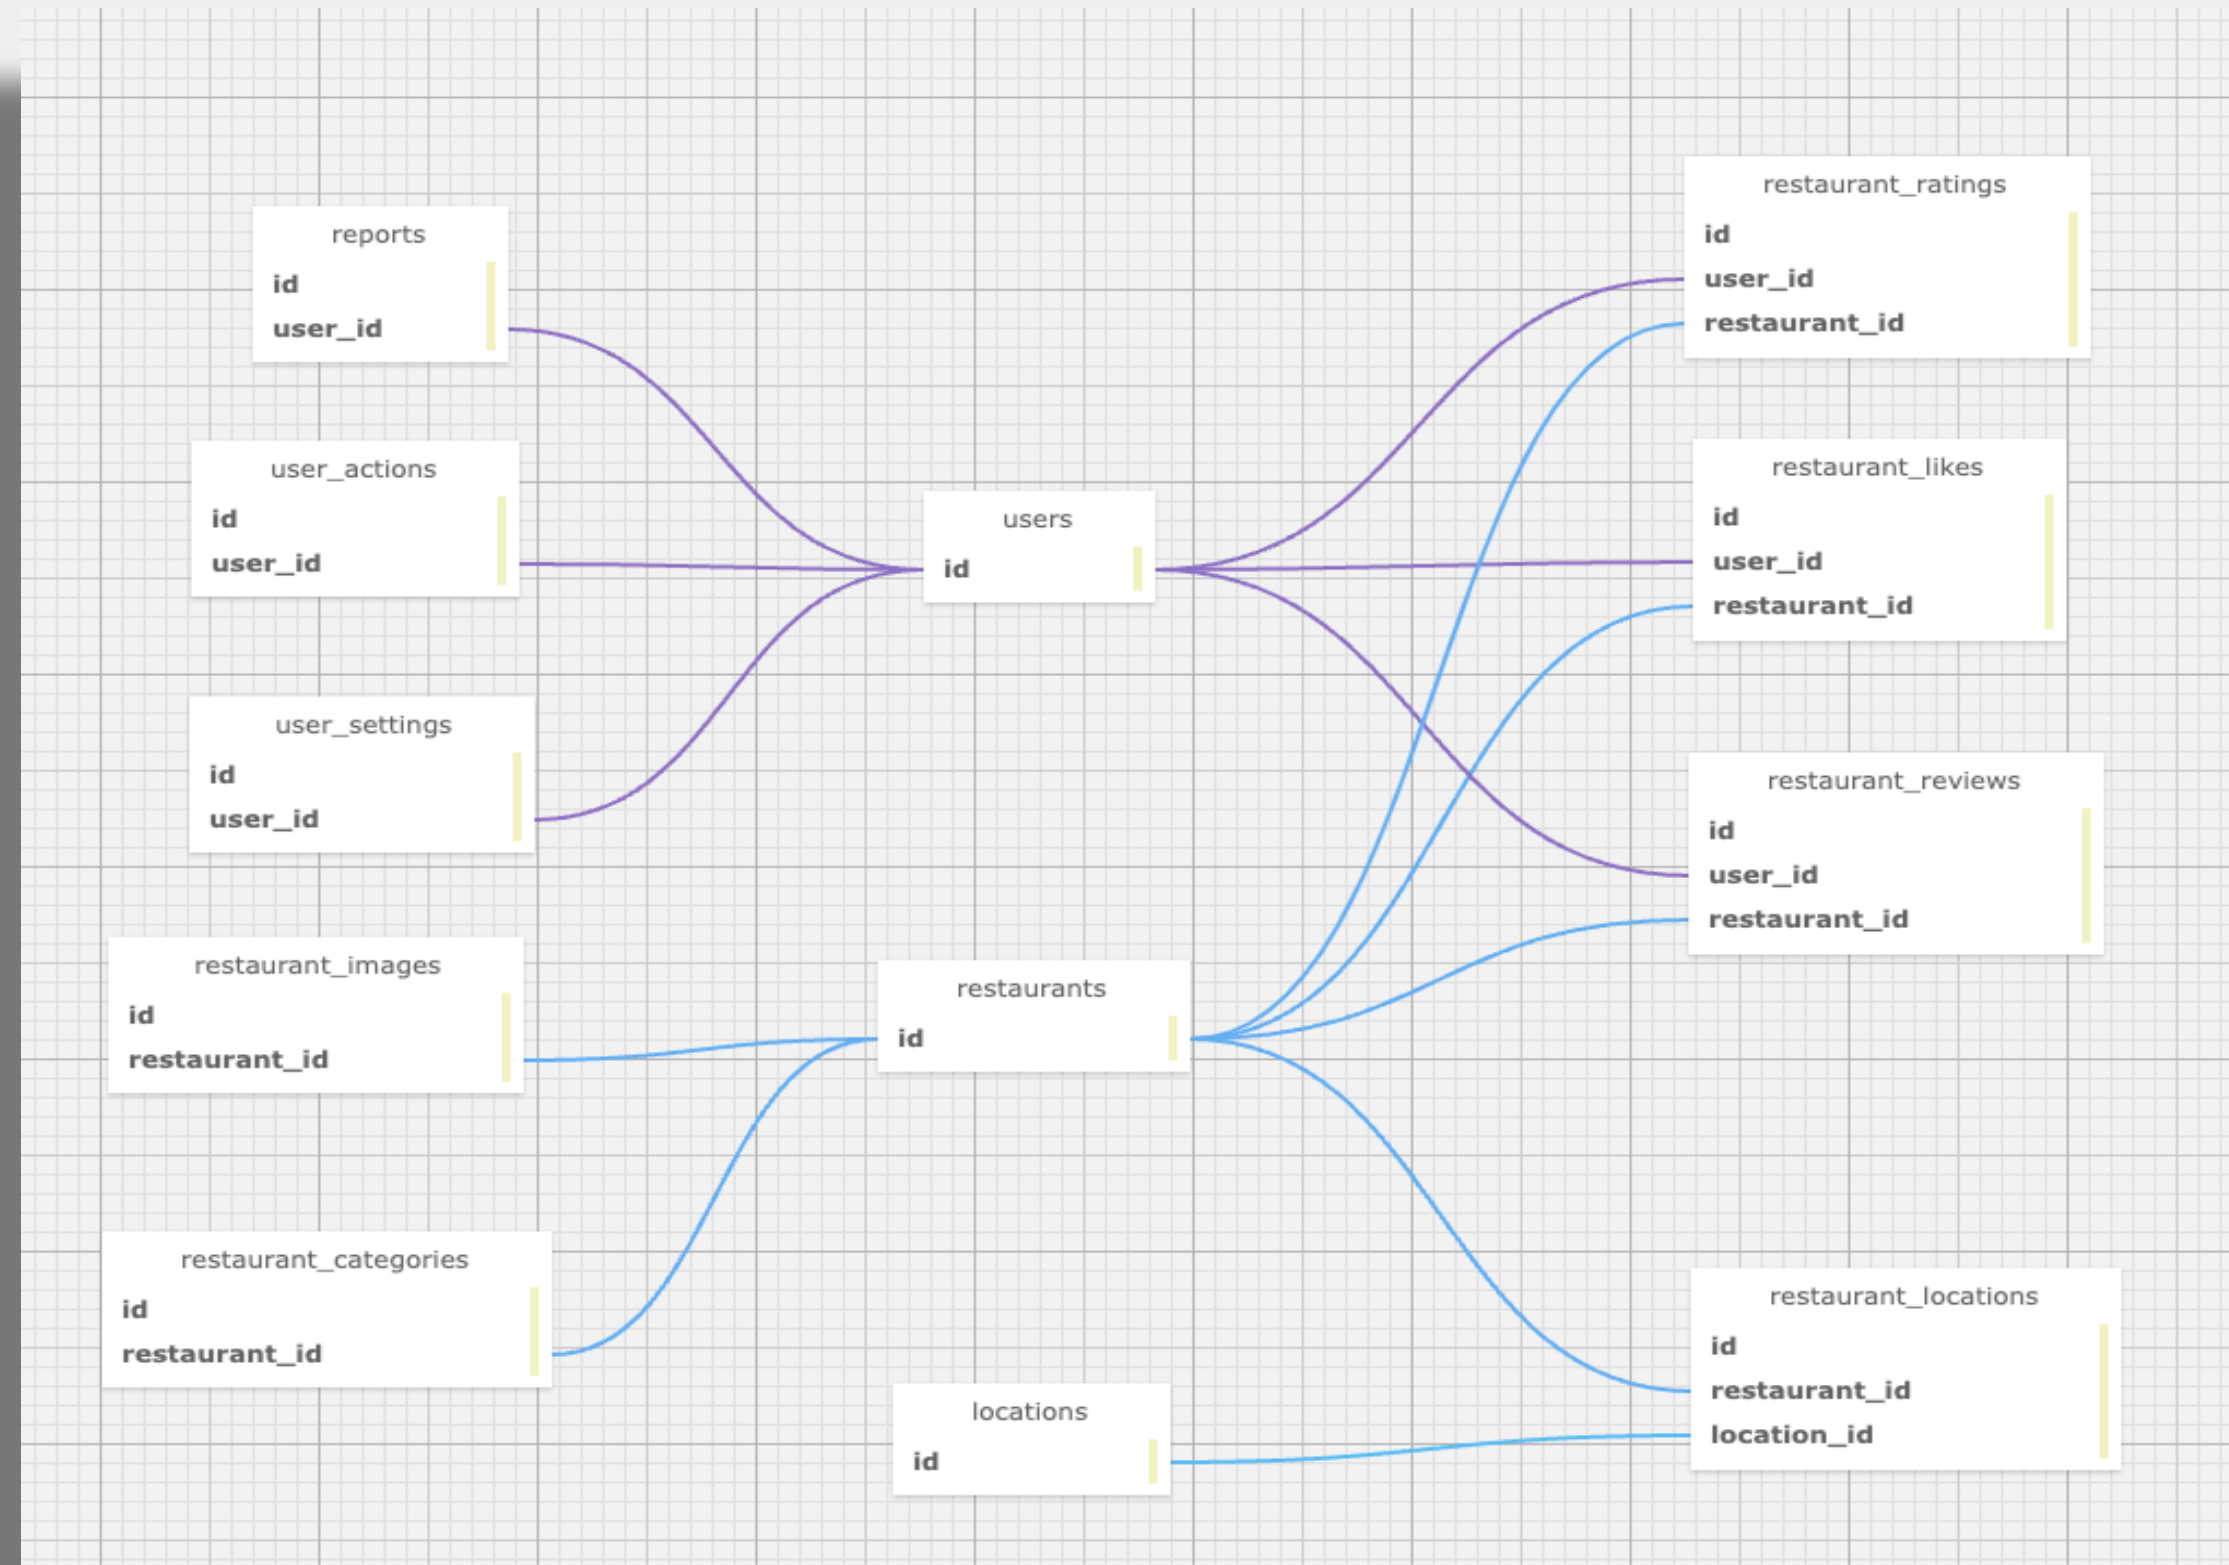 reports
id
user_id
user_actions
id
user_id
user_settings
id
user_id
restaurant_images
id
restaurant_id
restaurant_categories
id
restaurant_id
users
id
restaurants
id
locations
id
restaurant_ratings
id
user_id
restaurant_id
restaurant_likes
id
user_id
restaurant_id
restaurant_reviews
id
user_id
restaurant_id
restaurant_locations
id
restaurant_id
location_id